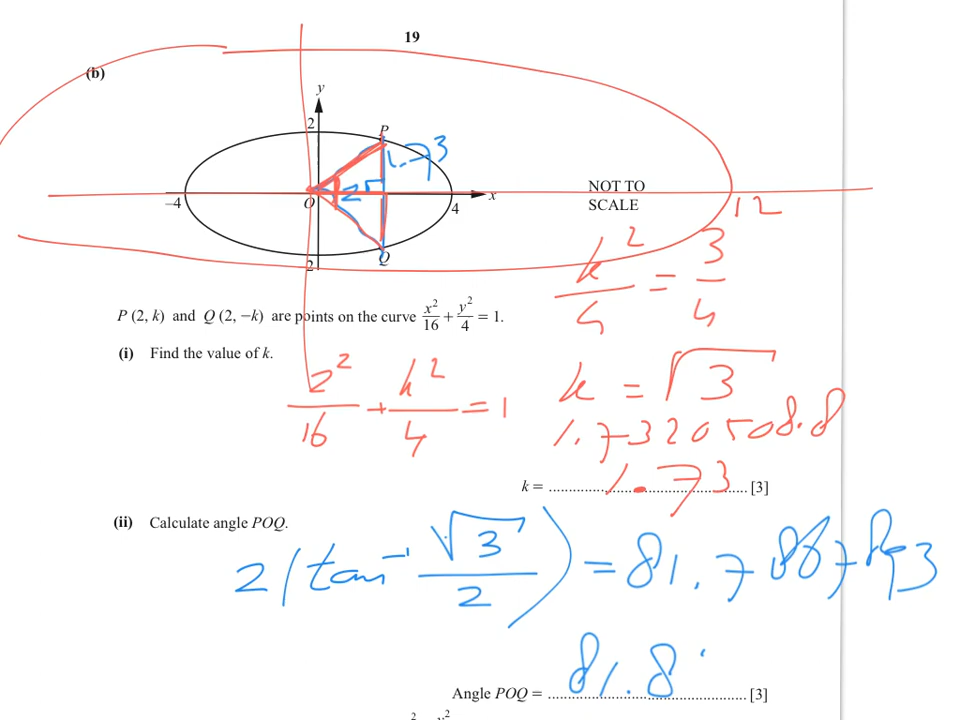 19
(b)
y
2
P
1.73
2
O
-4
4
x
NOT TO
SCALE
12
Q
2
k²/4 = 3/4
P (2, k) and Q (2, −k) are points on the curve x²/16 + y²/4 = 1.
(i) Find the value of k.
2²/16 + k²/4 = 1
k = √3
1.7320508.8
k = 1.73 [3]
(ii) Calculate angle POQ.
2(tan⁻¹ √3/2) = 81.7867893
81.8
Angle POQ = [3]